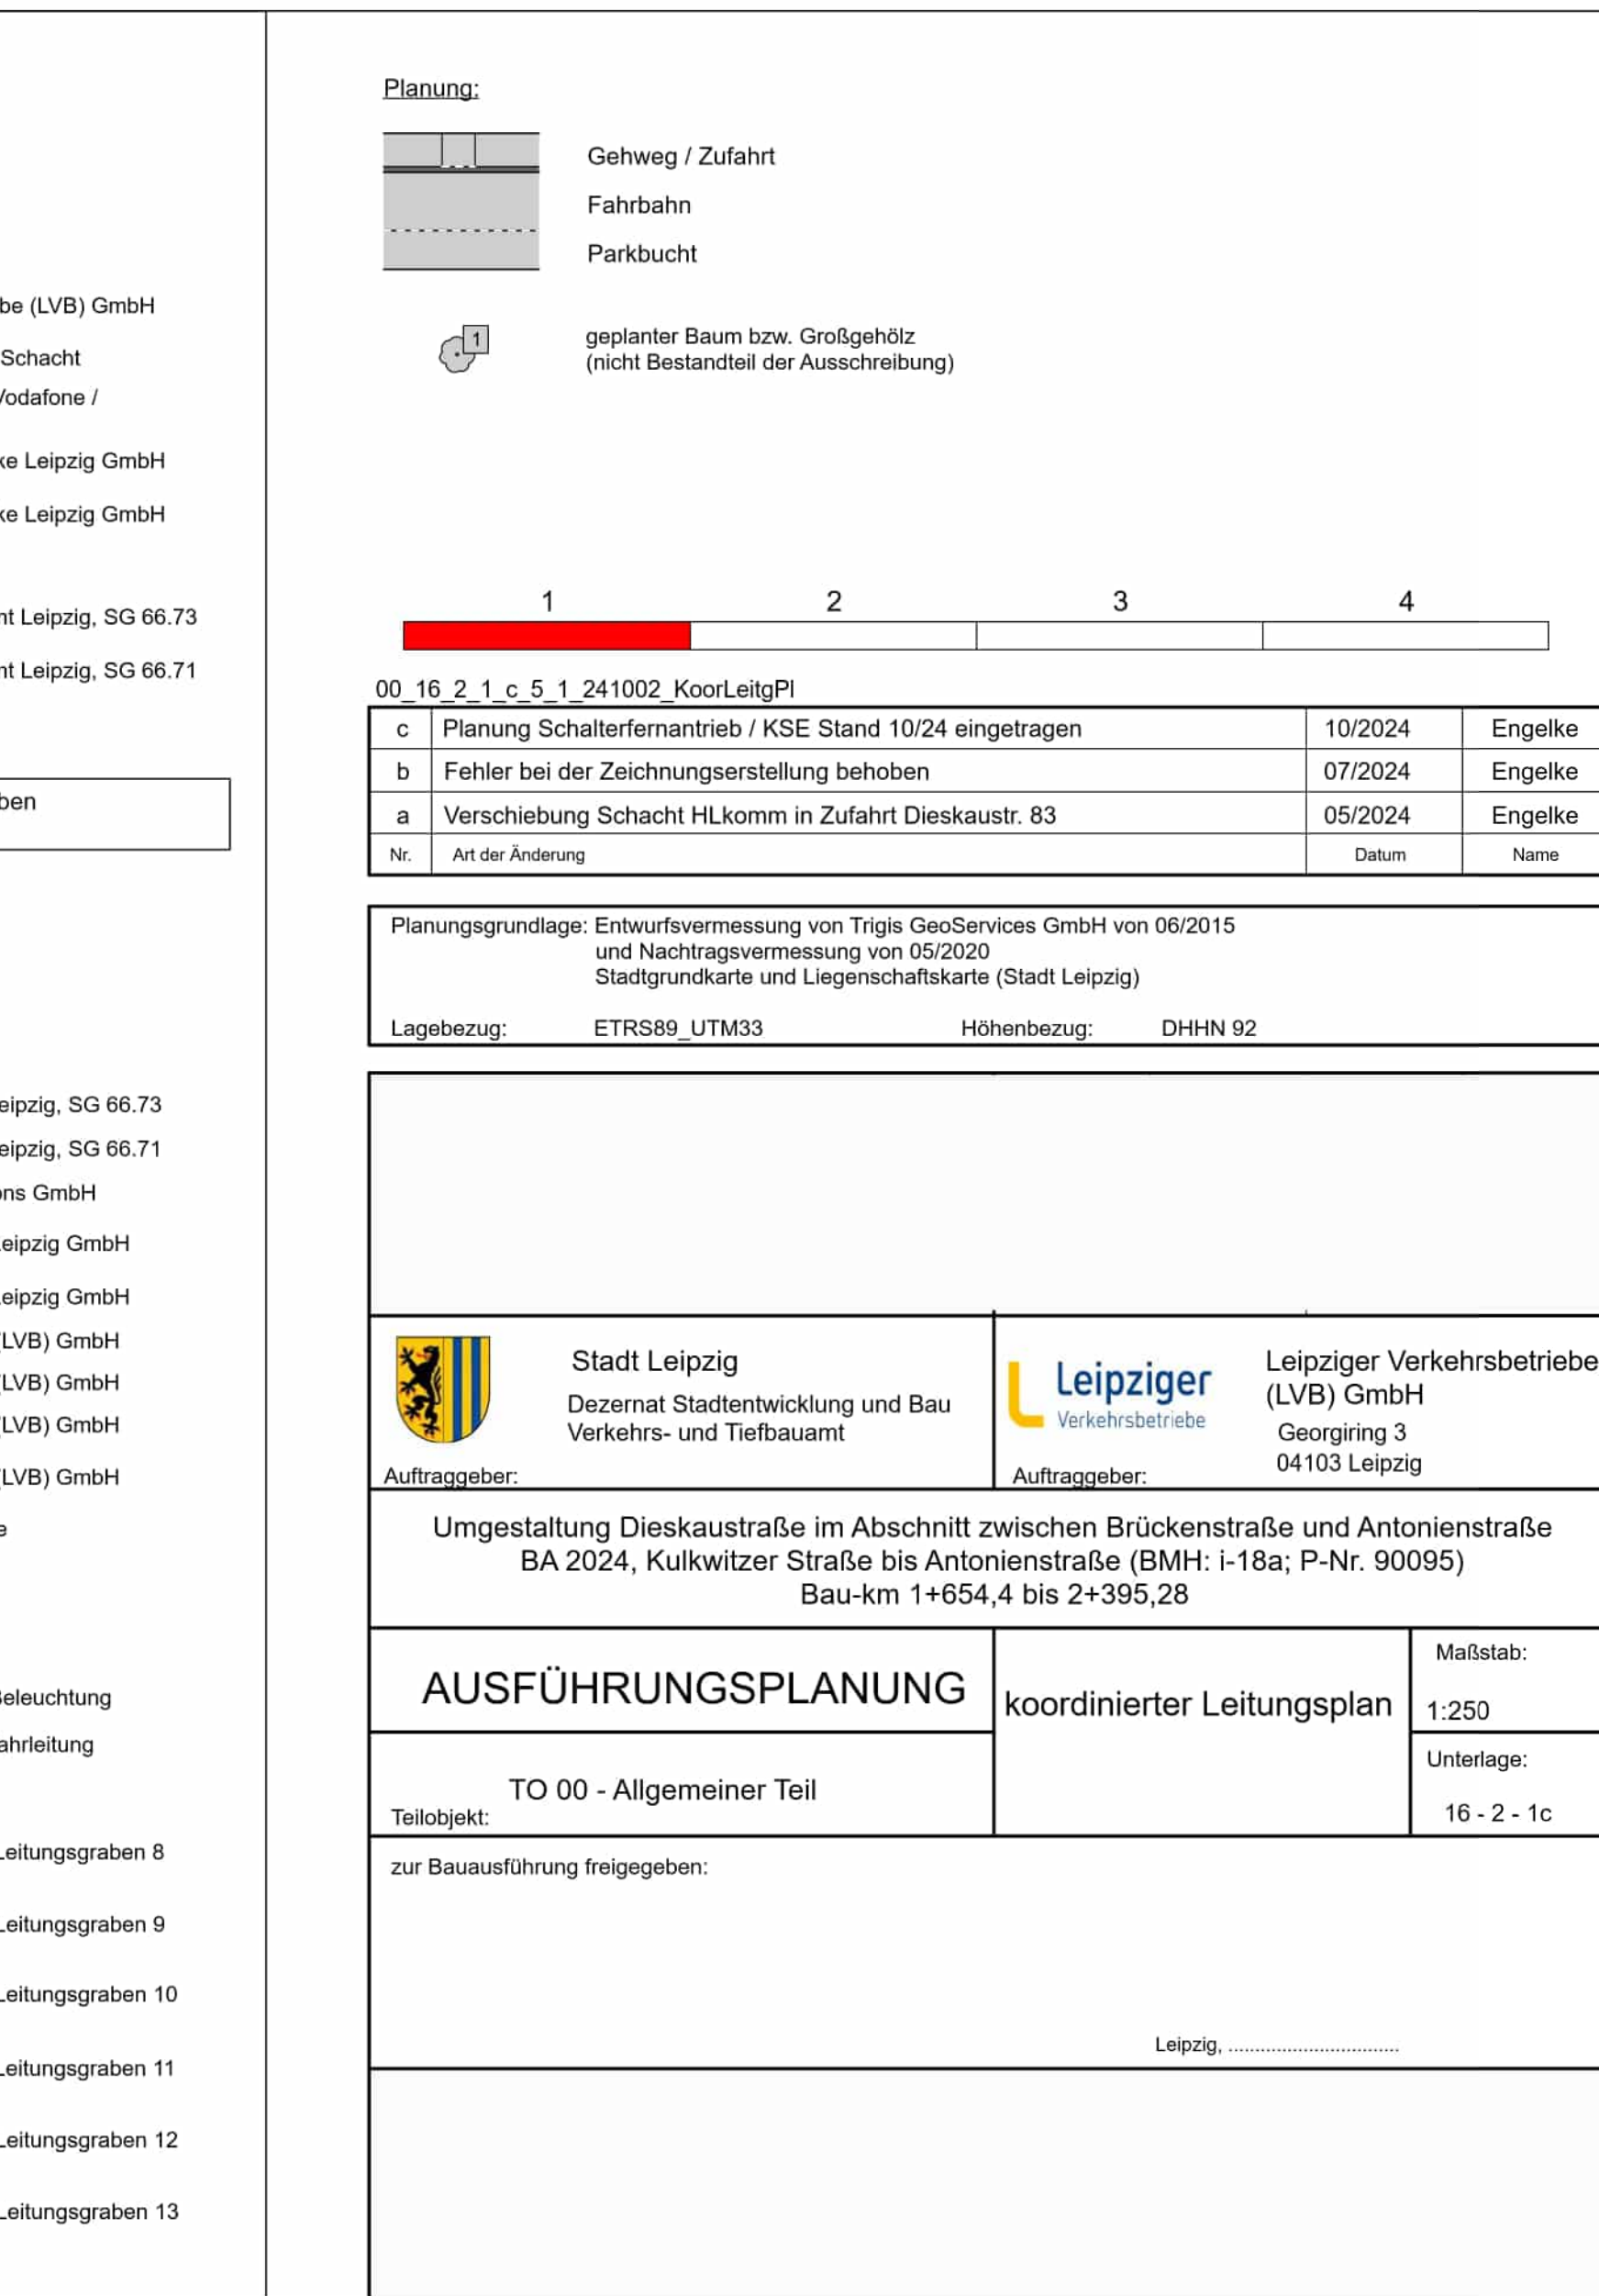 be (LVB) GmbH
Schacht
Vodafone /
ke Leipzig GmbH
ke Leipzig GmbH
nt Leipzig, SG 66.73
nt Leipzig, SG 66.71
ben
eipzig, SG 66.73
eipzig, SG 66.71
ons GmbH
Leipzig GmbH
Leipzig GmbH
(LVB) GmbH
(LVB) GmbH
(LVB) GmbH
(LVB) GmbH
e
Beleuchtung
ahrleitung
Leitungsgraben 8
Leitungsgraben 9
Leitungsgraben 10
Leitungsgraben 11
Leitungsgraben 12
Leitungsgraben 13
Planung:
Gehweg / Zufahrt
Fahrbahn
Parkbucht
1
geplanter Baum bzw. Großgehölz
(nicht Bestandteil der Ausschreibung)
1 2 3 4
00_16_2_1_c_5_1_241002_KoorLeitgPl
c Planung Schalterfernantrieb / KSE Stand 10/24 eingetragen 10/2024 Engelke
b Fehler bei der Zeichnungserstellung behoben 07/2024 Engelke
a Verschiebung Schacht HLkomm in Zufahrt Dieskaustr. 83 05/2024 Engelke
Nr. Art der Änderung Datum Name
Planungsgrundlage: Entwurfsvermessung von Trigis GeoServices GmbH von 06/2015
und Nachtragsvermessung von 05/2020
Stadtgrundkarte und Liegenschaftskarte (Stadt Leipzig)
Lagebezug: ETRS89_UTM33 Höhenbezug: DHHN 92
Stadt Leipzig
Dezernat Stadtentwicklung und Bau
Verkehrs- und Tiefbauamt
Auftraggeber:
Leipziger
Verkehrsbetriebe
Leipziger Verkehrsbetriebe
(LVB) GmbH
Georgiring 3
04103 Leipzig
Auftraggeber:
Umgestaltung Dieskaustraße im Abschnitt zwischen Brückenstraße und Antonienstraße
BA 2024, Kulkwitzer Straße bis Antonienstraße (BMH: i-18a; P-Nr. 90095)
Bau-km 1+654,4 bis 2+395,28
AUSFÜHRUNGSPLANUNG
koordinierter Leitungsplan
Maßstab:
1:250
TO 00 - Allgemeiner Teil
Teilobjekt:
Unterlage:
16 - 2 - 1c
zur Bauausführung freigegeben:
Leipzig, ................................